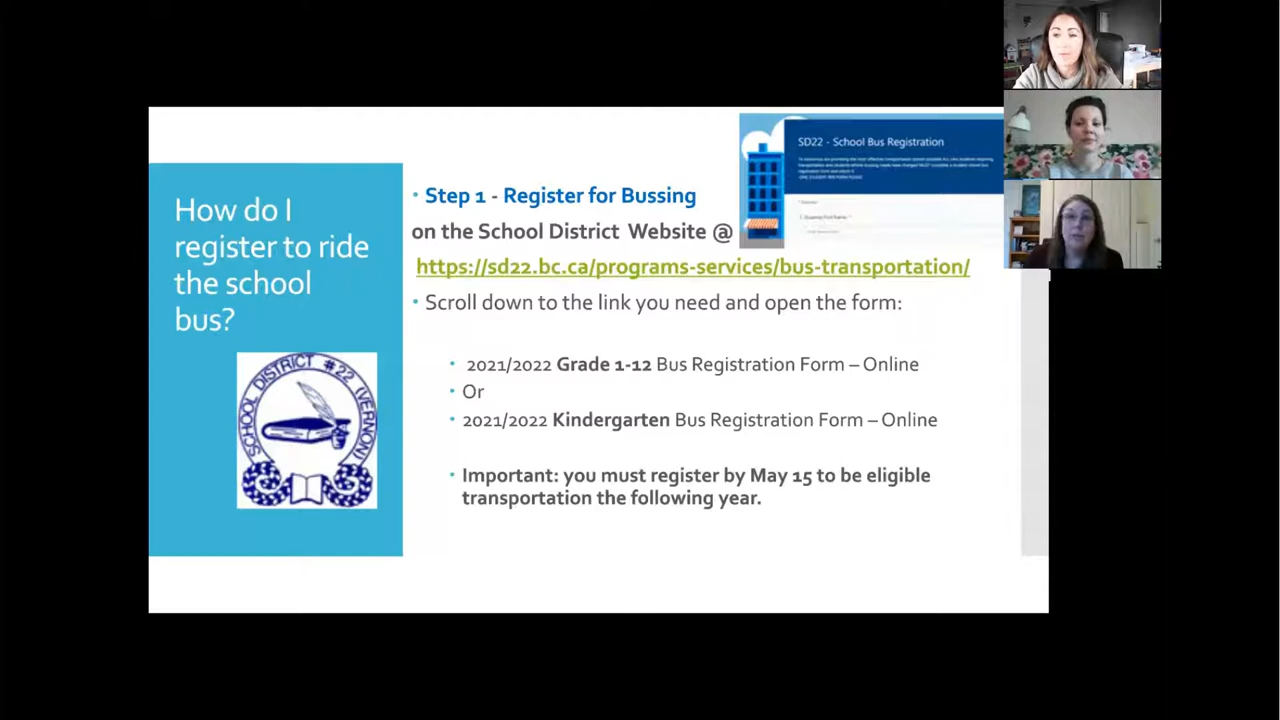 How do I
register to ride
the school
bus?
SCHOOL DISTRICT #22 (VERNON)
• Step 1 - Register for Bussing
on the School District Website @
https://sd22.bc.ca/programs-services/bus-transportation/
• Scroll down to the link you need and open the form:
• 2021/2022 Grade 1-12 Bus Registration Form – Online
• Or
• 2021/2022 Kindergarten Bus Registration Form – Online
• Important: you must register by May 15 to be eligible
transportation the following year.
SD22 - School Bus Registration